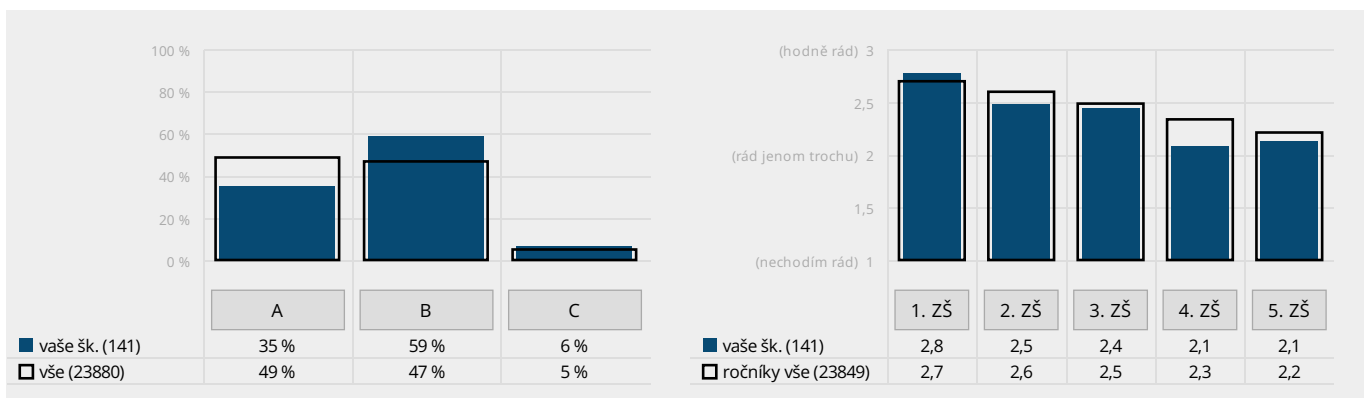 100 %
80 %
60 %
40 %
20 %
0 %
A B C
vaše šk. (141) 35 % 59 % 6 %
vše (23880) 49 % 47 % 5 %
(hodně rád) 3
2,5
(rád jenom trochu) 2
1,5
(nechodím rád) 1
1. ZŠ 2. ZŠ 3. ZŠ 4. ZŠ 5. ZŠ
vaše šk. (141) 2,8 2,5 2,4 2,1 2,1
ročníky vše (23849) 2,7 2,6 2,5 2,3 2,2